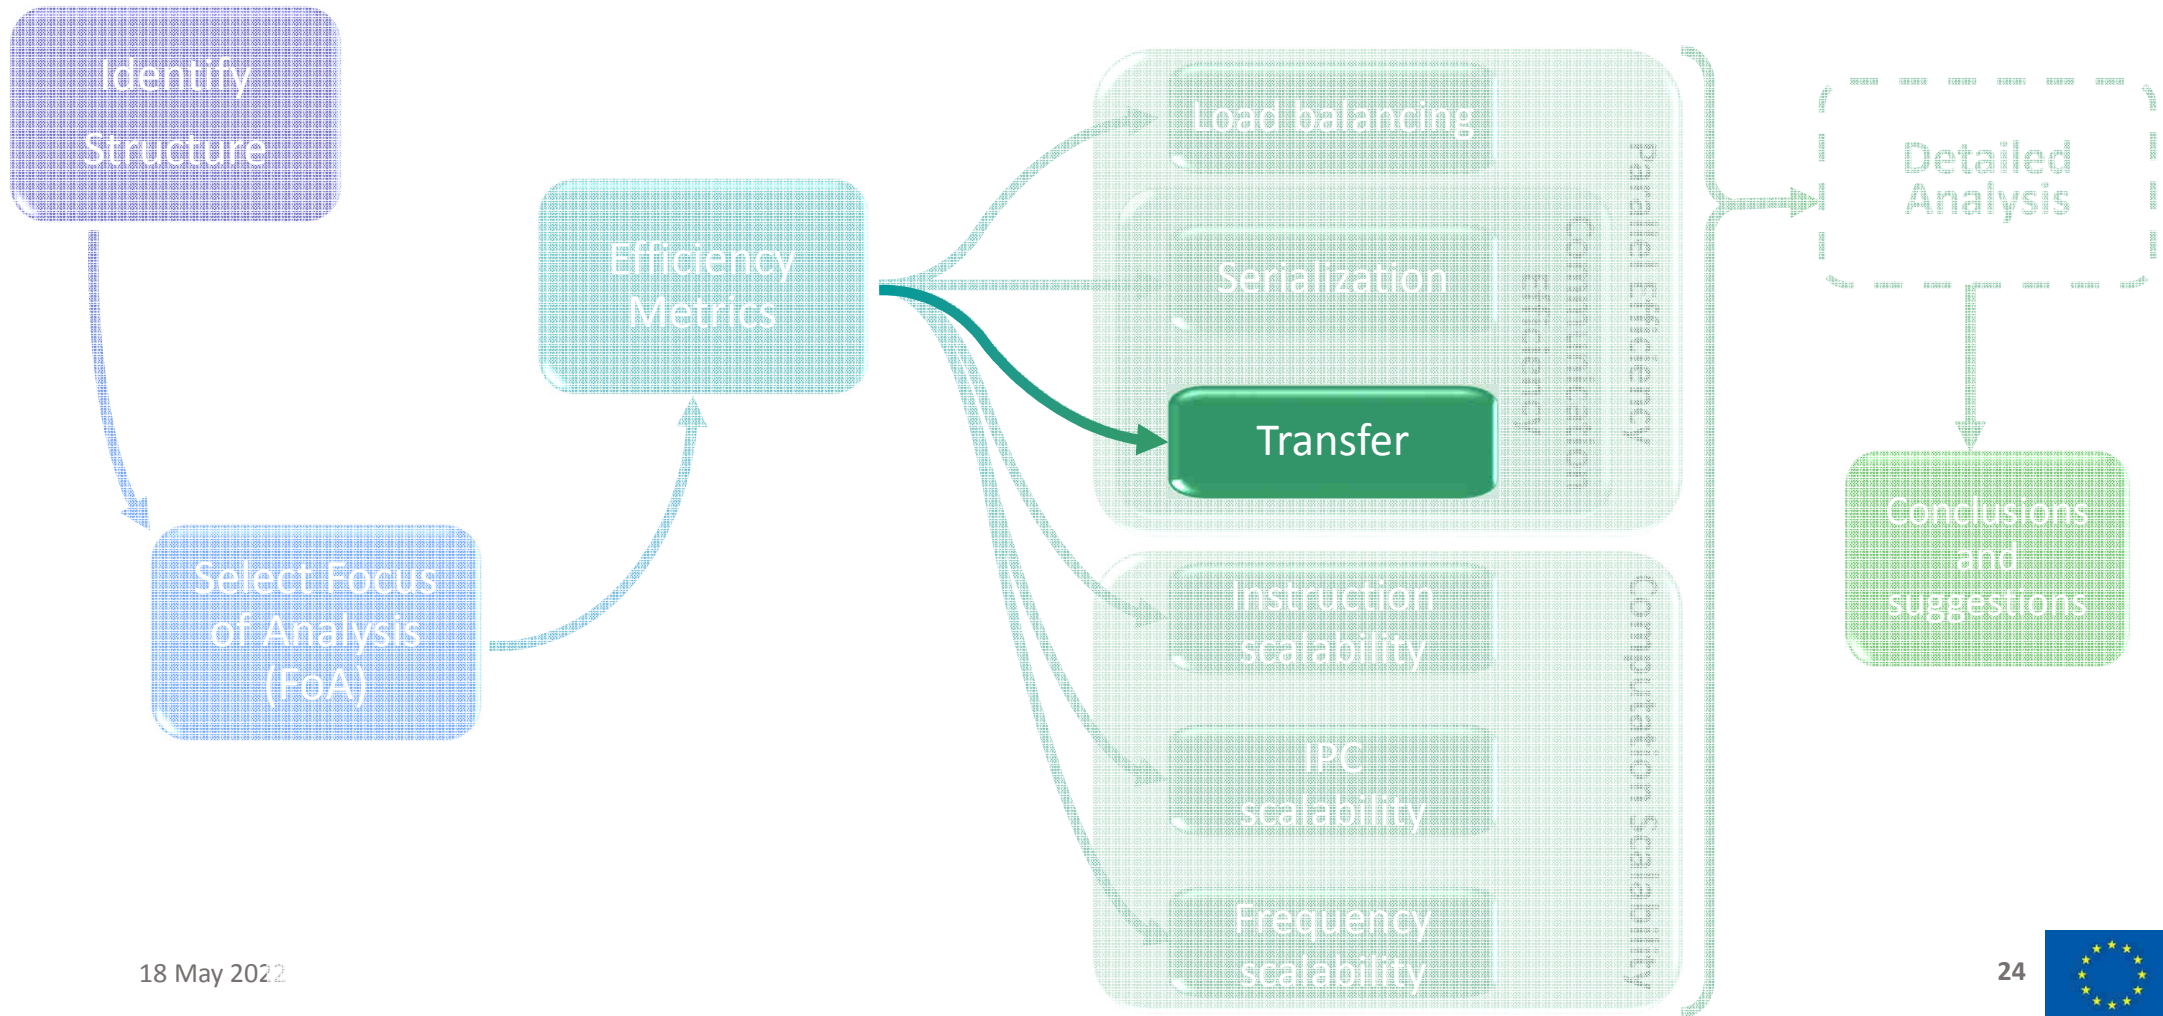 Identify
Structure
Select Focus
of Analysis
(FoA)
Efficiency
Metrics
Load balancing
Serialization
Transfer
Communication
Efficiency
Parallel Efficiency
Instruction
scalability
IPC
scalability
Frequency
scalability
Computation Scalability
Detailed
Analysis
Conclusions
and
suggestions
18 May 2022
24